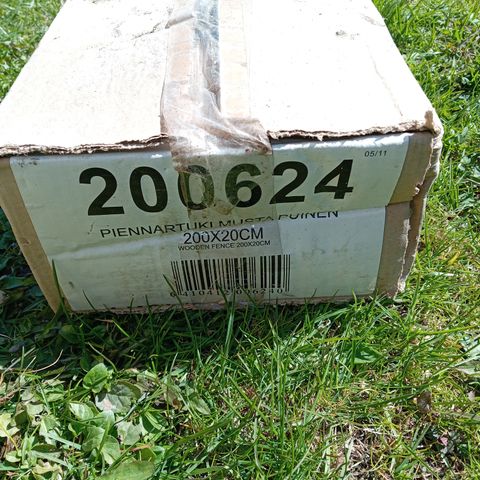 05/11
200624
PIENNARTUKI MUSTA PUINEN
200X20CM
WOODEN FENCE 200X20CM